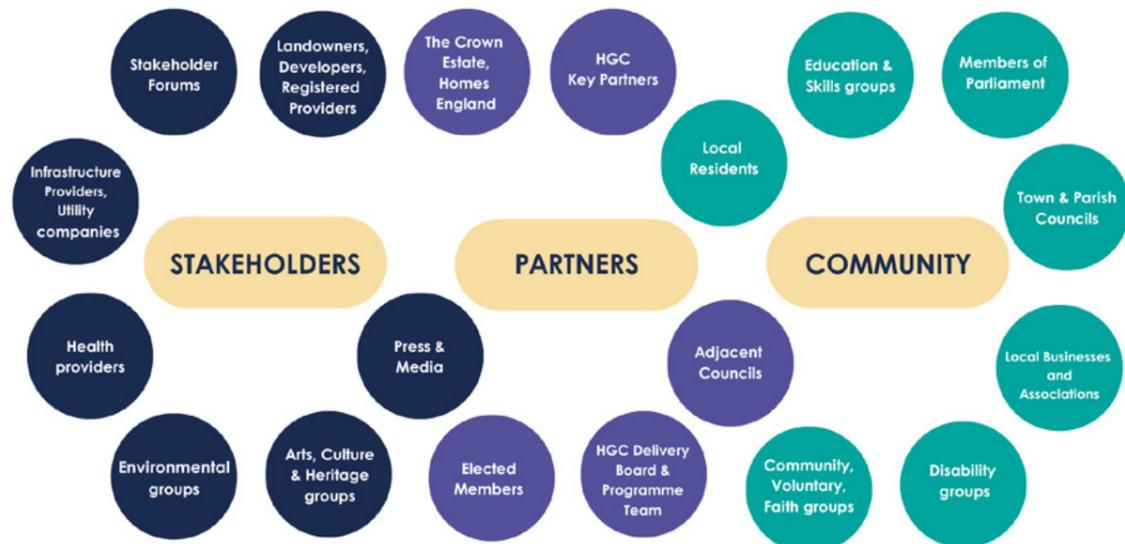 Stakeholder
Forums
Landowners,
Developers,
Registered
Providers
The Crown
Estate,
Homes
England
HGC
Key Partners
Education &
Skills groups
Members of
Parliament
Local
Residents
Infrastructure
Providers,
Utility
companies
Town & Parish
Councils
STAKEHOLDERS
PARTNERS
COMMUNITY
Health
providers
Press &
Media
Adjacent
Councils
Local Businesses
and
Associations
Environmental
groups
Arts, Culture
& Heritage
groups
Elected
Members
HGC Delivery
Board &
Programme
Team
Community,
Voluntary,
Faith groups
Disability
groups